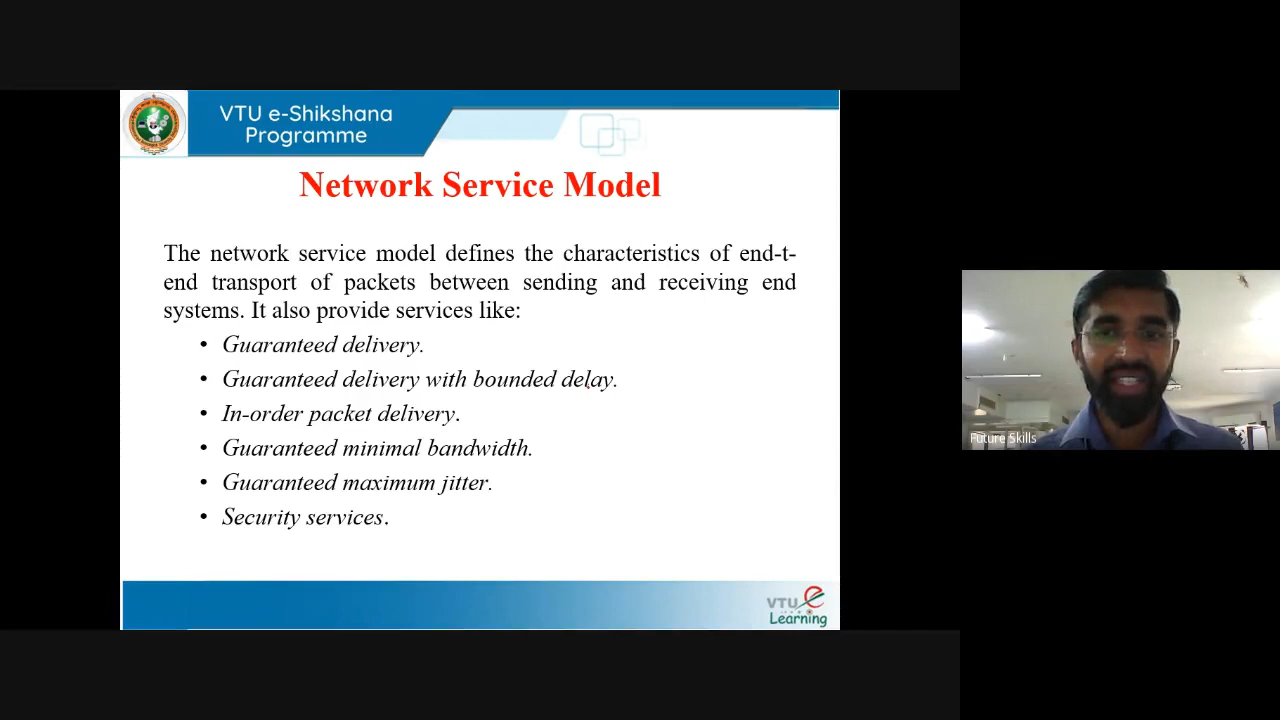 VTU e-Shikshana
Programme
Network Service Model
The network service model defines the characteristics of end-t-
end transport of packets between sending and receiving end
systems. It also provide services like:
• Guaranteed delivery.
• Guaranteed delivery with bounded delay.
• In-order packet delivery.
• Guaranteed minimal bandwidth.
• Guaranteed maximum jitter.
• Security services.
Future Skills
VTU e
Learning